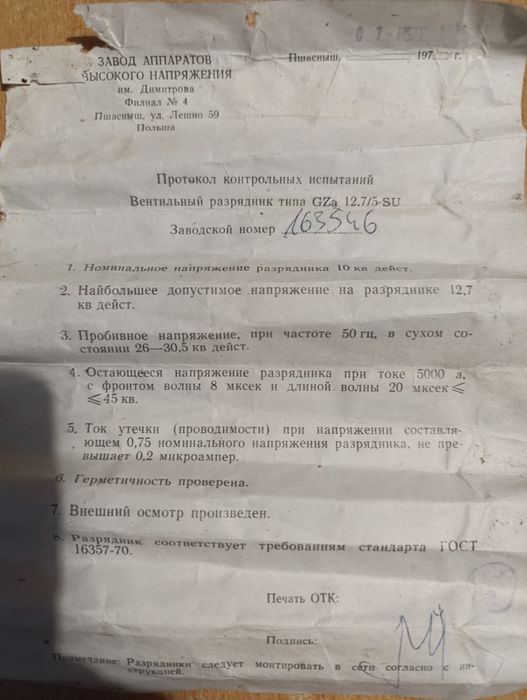 ЗАВОД АППАРАТОВ
ВЫСОКОГО НАПРЯЖЕНИЯ
им. Димитрова
Филиал № 4
Пшасныш, ул. Лешно 59
Польша
Пшасныш, 197 г.
Протокол контрольных испытаний
Вентильный разрядник типа GZa 12.7/5-SU
Заводской номер 163546
1. Номинальное напряжение разрядника 10 кв дейст.
2. Найбольшее допустимое напряжение на разряднике 12,7
кв дейст.
3. Пробивное напряжение, при частоте 50 гц, в сухом со-
стоянии 26—30,5 кв дейст.
4. Остающееся напряжение разрядника при токе 5000 а,
с фронтом волны 8 мксек и длиной волны 20 мксек ⩽
⩽ 45 кв.
5. Ток утечки (проводимости) при напряжении составля-
ющем 0,75 номинального напряжения разрядника, не пре-
вышает 0,2 микроампер.
6. Герметичность проверена.
7. Внешний осмотр произведен.
8. Разрядник соответствует требованиям стандарта ГОСТ
16357-70.
Печать ОТК:
Подпись:
Примечание: Разрядники следует монтировать в сети согласно с ин-
струкцией.